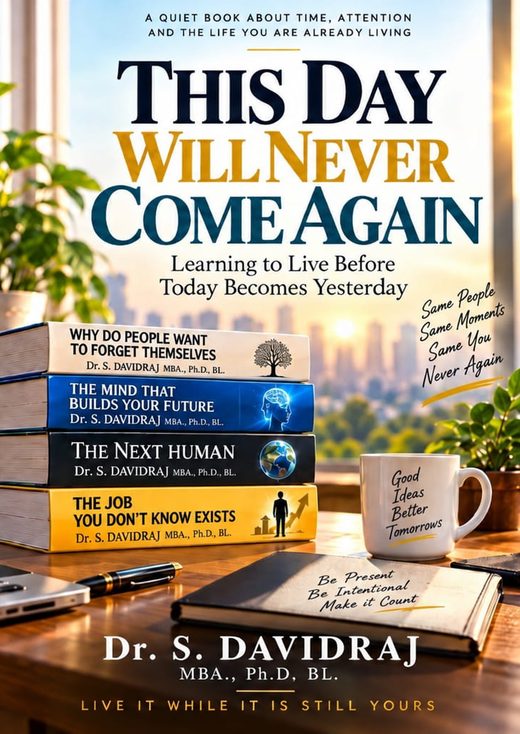 A QUIET BOOK ABOUT TIME, ATTENTION
AND THE LIFE YOU ARE ALREADY LIVING
THIS DAY
WILL NEVER
COME AGAIN
Learning to Live Before
Today Becomes Yesterday
Same People
Same Moments
Same You
Never Again
WHY DO PEOPLE WANT
TO FORGET THEMSELVES
Dr. S. DAVIDRAJ MBA., Ph.D., BL.
THE MIND THAT
BUILDS YOUR FUTURE
Dr. S. DAVIDRAJ MBA., Ph.D., BL.
THE NEXT HUMAN
Dr. S. DAVIDRAJ MBA., Ph.D., BL.
THE JOB
YOU DON'T KNOW EXISTS
Dr. S. DAVIDRAJ MBA., Ph.D., BL.
Good
Ideas
Better
Tomorrows
Be Present
Be Intentional
Make it Count
Dr. S. DAVIDRAJ
MBA., Ph.D, BL.
LIVE IT WHILE IT IS STILL YOURS